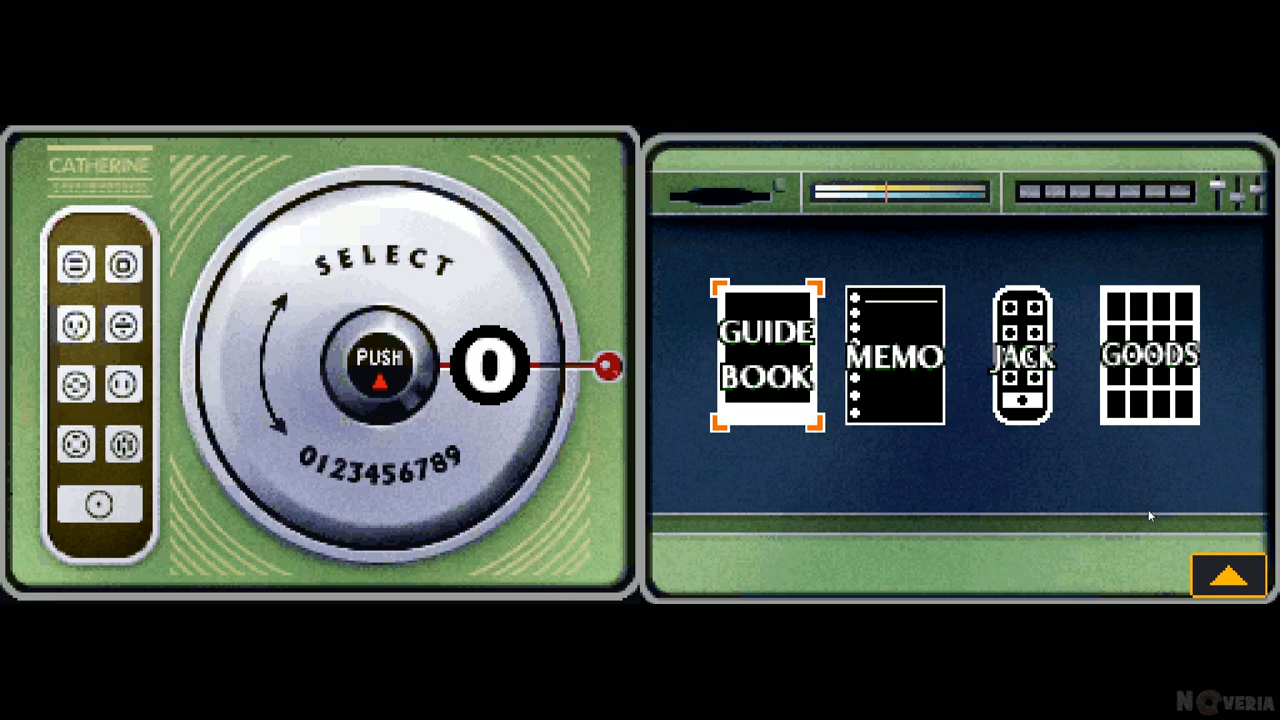 CATHERINE
SELECT
PUSH
0
0123456789
GUIDE
BOOK
MEMO
JACK
GOODS
NOVERIA